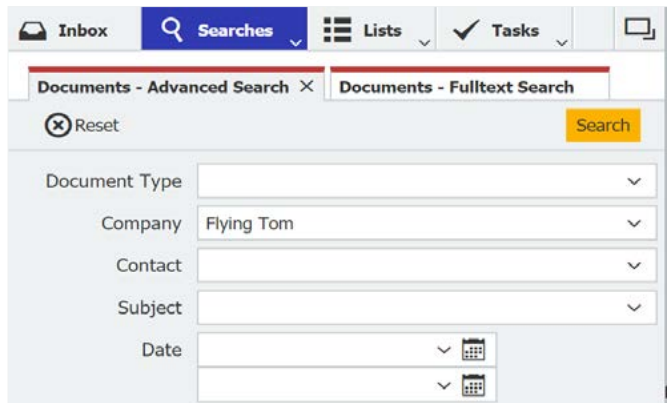 Inbox Searches Lists Tasks
Documents - Advanced Search Documents - Fulltext Search
Reset Search
Document Type
Company Flying Tom
Contact
Subject
Date